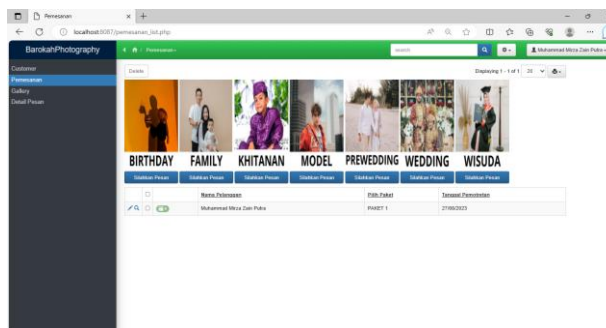 Pemesanan
localhost:8087/pemesanan_list.php
BarokahPhotography
Pemesanan
search
Muhammad Mirza Zain Putra
Customer
Pemesanan
Gallery
Detail Pesan
Delete
Displaying 1 - 1 of 1
20
BIRTHDAY FAMILY KHITANAN MODEL PREWEDDING WEDDING WISUDA
Silahkan Pesan Silahkan Pesan Silahkan Pesan Silahkan Pesan Silahkan Pesan Silahkan Pesan Silahkan Pesan
Nama Pelanggan Pilih Paket Tanggal Pemotretan
Muhammad Mirza Zain Putra PAKET 1 27/06/2023